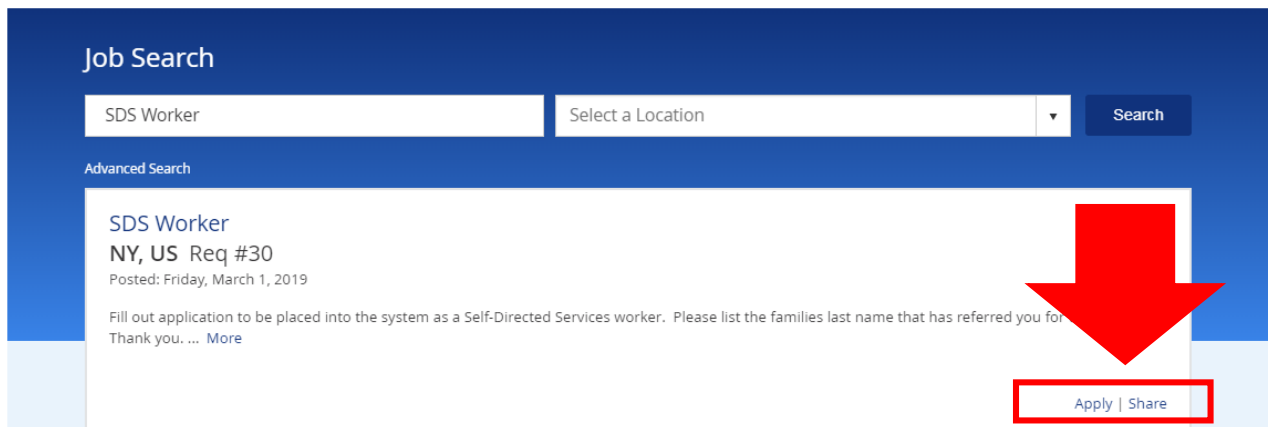 Job Search
SDS Worker
Select a Location
Search
Advanced Search
SDS Worker
NY, US Req #30
Posted: Friday, March 1, 2019
Fill out application to be placed into the system as a Self-Directed Services worker. Please list the families last name that has referred you for
Thank you. ... More
Apply | Share